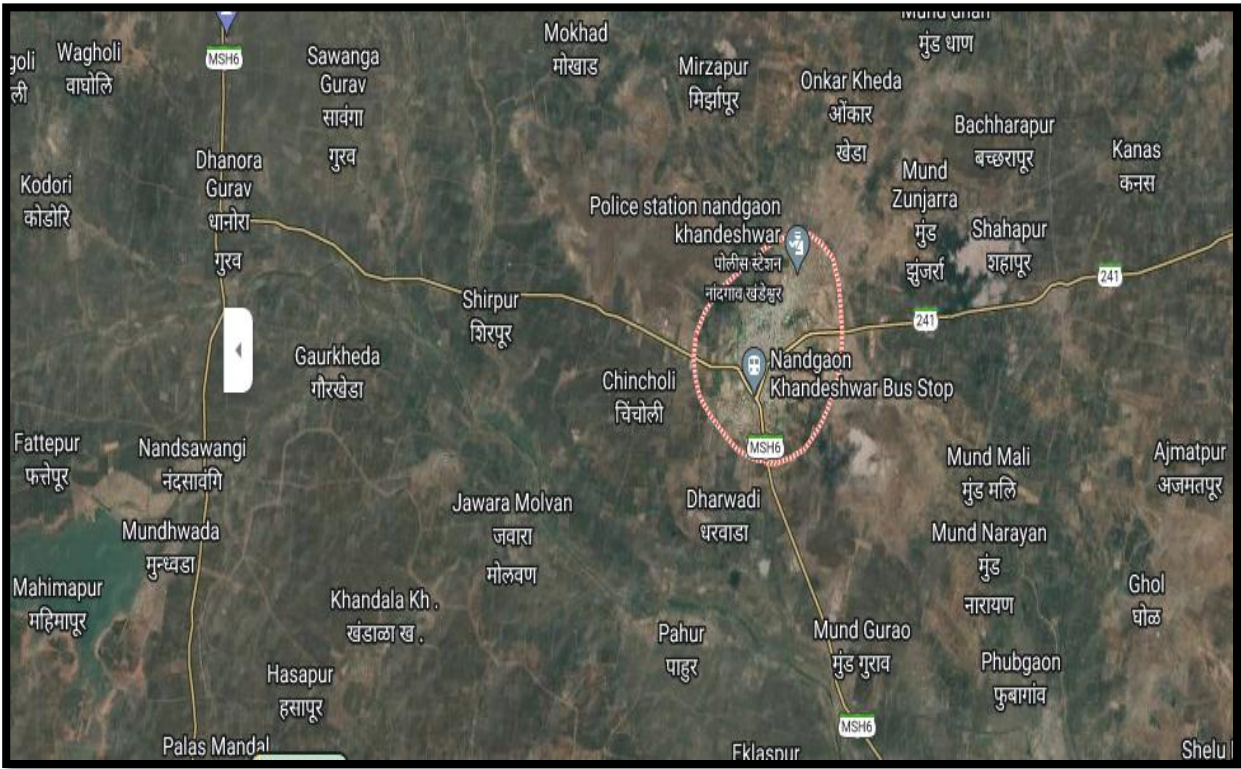 Mund dhan
मुंड धाण
Mokhad
मोखाड
Wagholi
वाघोलि
goli
ली
MSH6
Sawanga
Gurav
सावंगा
गुरव
Mirzapur
मिर्झापूर
Onkar Kheda
ओंकार
खेडा
Bachharapur
बच्छरापूर
Kanas
कनस
Dhanora
Gurav
धानोरा
गुरव
Kodori
कोडोरि
Mund
Zunjarra
मुंड
झुंजर्रा
Police station nandgaon
khandeshwar
पोलीस स्टेशन
नांदगाव खंडेश्वर
Shahapur
शहापूर
241
241
Shirpur
शिरपूर
Gaurkheda
गौरखेडा
Chincholi
चिंचोली
Nandgaon
Khandeshwar Bus Stop
MSH6
Fattepur
फत्तेपूर
Nandsawangi
नंदसावंगि
Mund Mali
मुंड मलि
Ajmatpur
अजमतपूर
Jawara Molvan
जवारा
मोलवण
Dharwadi
धरवाडा
Mundhwada
मुन्ध्वडा
Mund Narayan
मुंड
नारायण
Mahimapur
महिमापूर
Khandala Kh .
खंडाळा ख .
Ghol
घोळ
Pahur
पाहुर
Mund Gurao
मुंड गुराव
Phubgaon
फुबागांव
Hasapur
हसापूर
MSH6
Palas Mandal
Eklaspur
Shelu